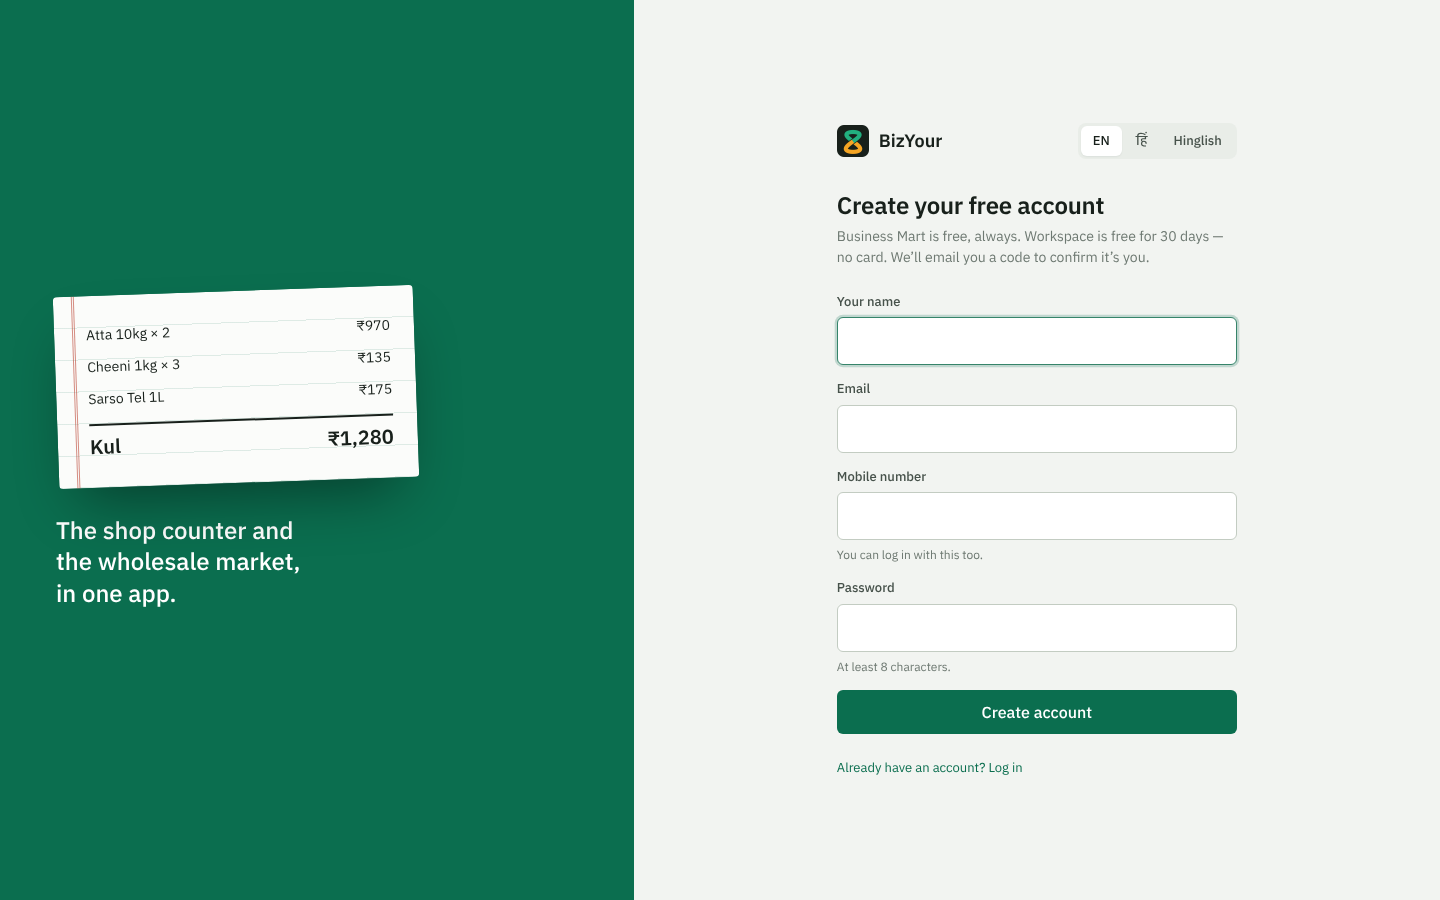 Atta 10kg × 2 ₹970
Cheeni 1kg × 3 ₹135
Sarso Tel 1L ₹175
Kul ₹1,280
The shop counter and
the wholesale market,
in one app.
BizYour
EN हिं Hinglish
Create your free account
Business Mart is free, always. Workspace is free for 30 days —
no card. We’ll email you a code to confirm it’s you.
Your name
Email
Mobile number
You can log in with this too.
Password
At least 8 characters.
Create account
Already have an account? Log in